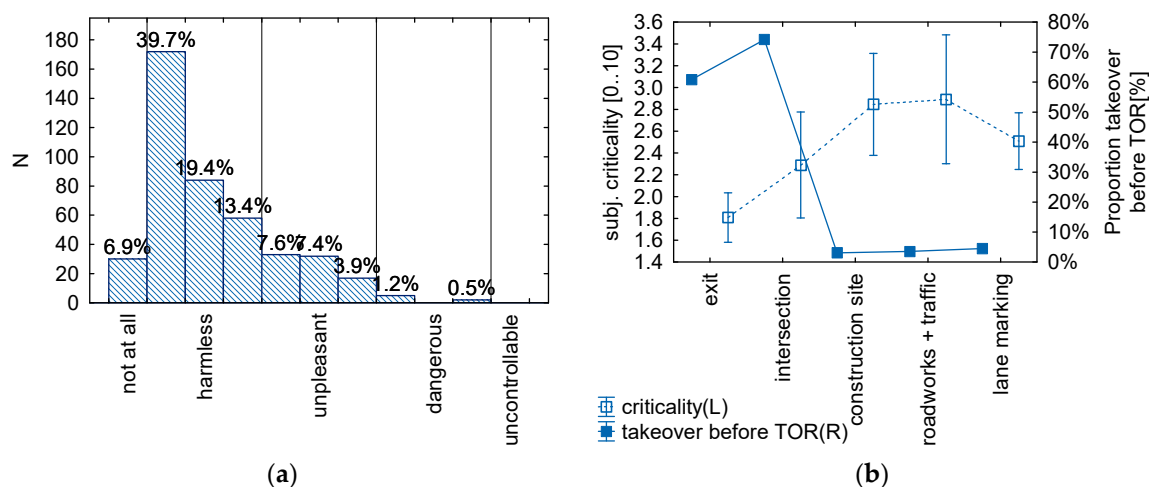 N
180
160
140
120
100
80
60
40
20
0
6.9%
39.7%
19.4%
13.4%
7.6%
7.4%
3.9%
1.2%
0.5%
not at all
harmless
unpleasant
dangerous
uncontrollable
(a)
subj. criticality [0..10]
3.6
3.4
3.2
3.0
2.8
2.6
2.4
2.2
2.0
1.8
1.6
1.4
80%
70%
60%
50%
40%
30%
20%
10%
0%
Proportion takeover
before TOR[%]
exit
intersection
construction site
roadworks + traffic
lane marking
criticality(L)
takeover before TOR(R)
(b)